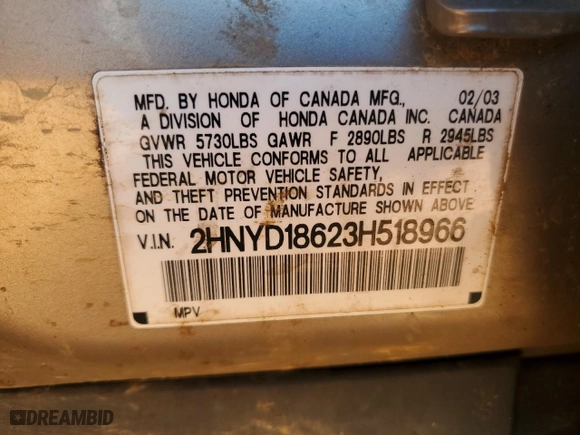 MFD. BY HONDA OF CANADA MFG., 02/03
A DIVISION OF HONDA CANADA INC. CANADA
GVWR 5730LBS GAWR F 2890LBS R 2945LBS
THIS VEHICLE CONFORMS TO ALL APPLICABLE
FEDERAL MOTOR VEHICLE SAFETY,
AND THEFT PREVENTION STANDARDS IN EFFECT
ON THE DATE OF MANUFACTURE SHOWN ABOVE
V.I.N. 2HNYD18623H518966
MPV
DREAMBID